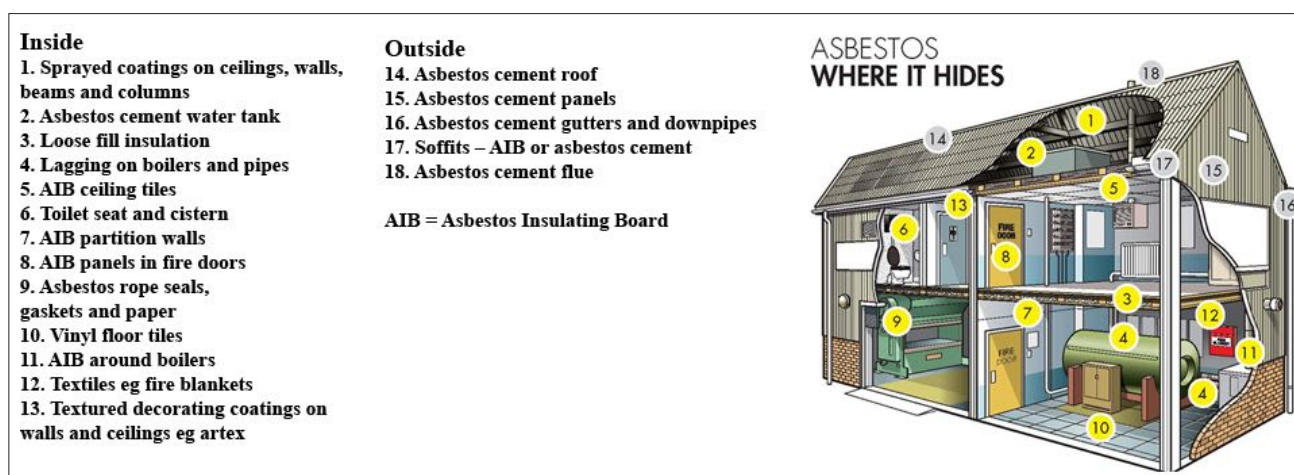 Inside
1. Sprayed coatings on ceilings, walls,
beams and columns
2. Asbestos cement water tank
3. Loose fill insulation
4. Lagging on boilers and pipes
5. AIB ceiling tiles
6. Toilet seat and cistern
7. AIB partition walls
8. AIB panels in fire doors
9. Asbestos rope seals,
gaskets and paper
10. Vinyl floor tiles
11. AIB around boilers
12. Textiles eg fire blankets
13. Textured decorating coatings on
walls and ceilings eg artex
Outside
14. Asbestos cement roof
15. Asbestos cement panels
16. Asbestos cement gutters and downpipes
17. Soffits – AIB or asbestos cement
18. Asbestos cement flue
AIB = Asbestos Insulating Board
ASBESTOS
WHERE IT HIDES
18
1
14
2
17
15
5
13
16
6
FIRE
DOOR
8
3
9
7
4
12
FIRE
DOOR
11
4
10